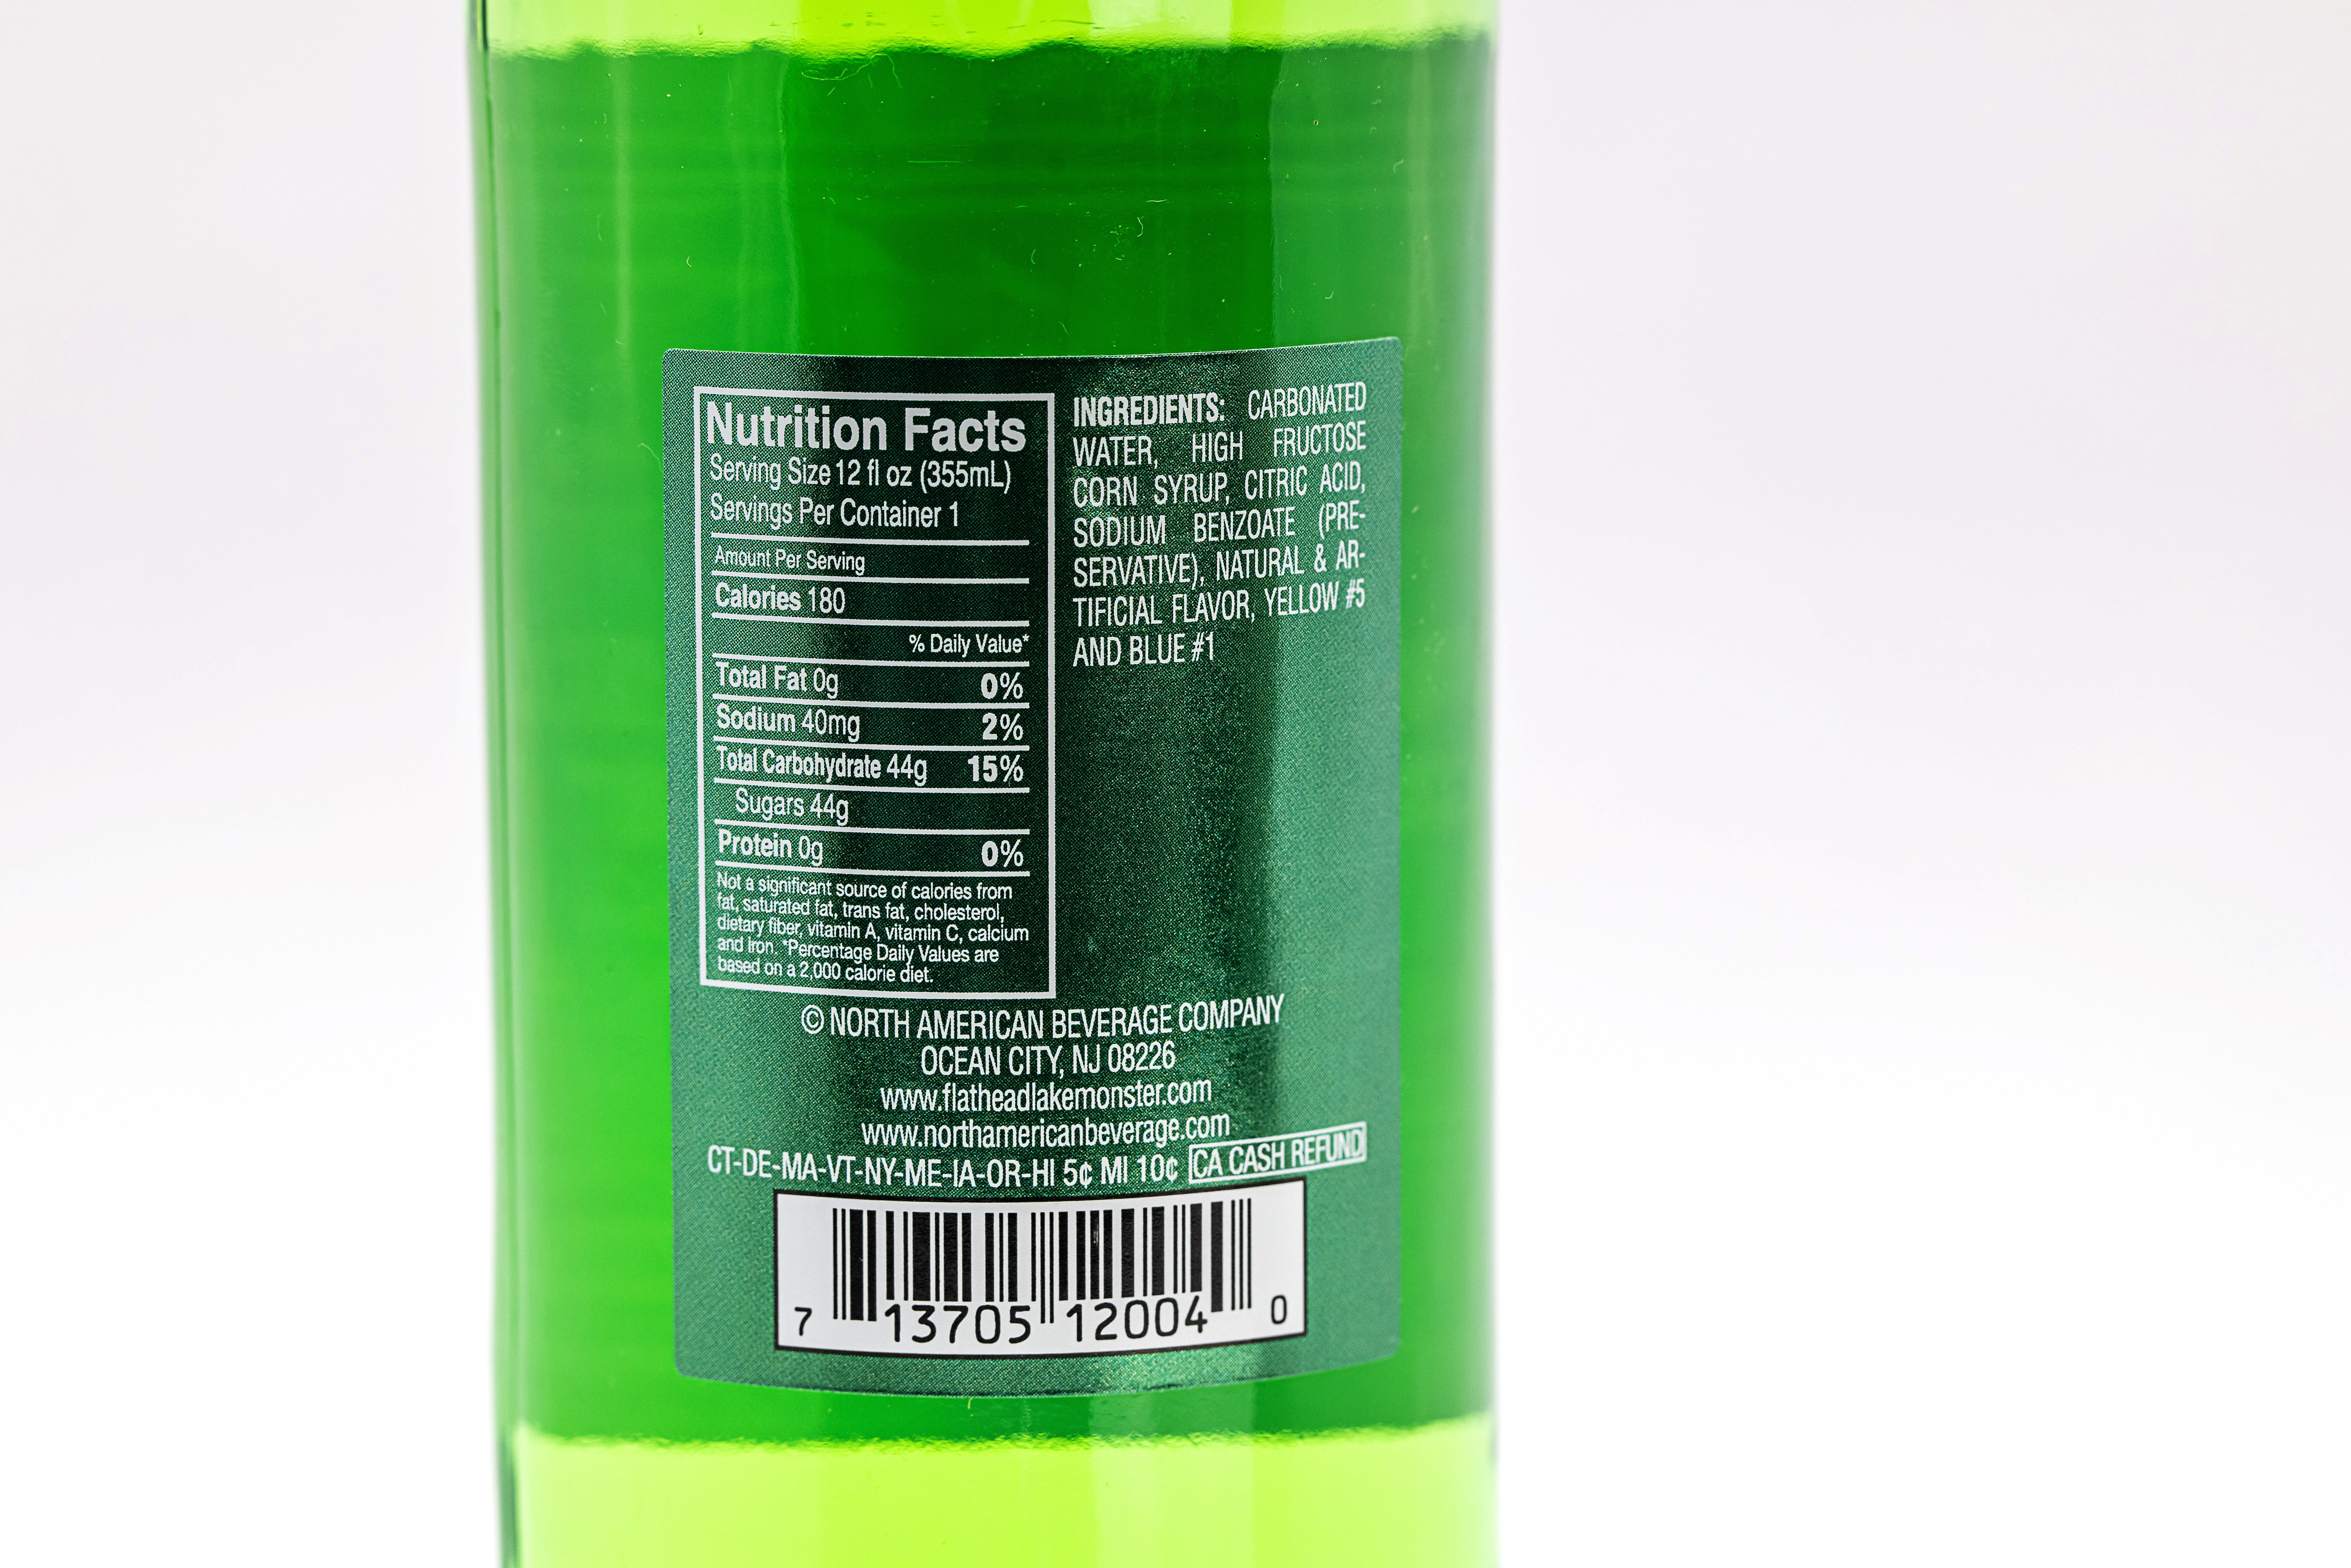 Nutrition Facts
Serving Size 12 fl oz (355mL)
Servings Per Container 1
Amount Per Serving
Calories 180
% Daily Value*
Total Fat 0g 0%
Sodium 40mg 2%
Total Carbohydrate 44g 15%
Sugars 44g
Protein 0g 0%
Not a significant source of calories from
fat, saturated fat, trans fat, cholesterol,
dietary fiber, vitamin A, vitamin C, calcium
and Iron. *Percentage Daily Values are
based on a 2,000 calorie diet.
INGREDIENTS: CARBONATED
WATER, HIGH FRUCTOSE
CORN SYRUP, CITRIC ACID,
SODIUM BENZOATE (PRE-
SERVATIVE), NATURAL & AR-
TIFICIAL FLAVOR, YELLOW #5
AND BLUE #1
© NORTH AMERICAN BEVERAGE COMPANY
OCEAN CITY, NJ 08226
www.flatheadlakemonster.com
www.northamericanbeverage.com
CT-DE-MA-VT-NY-ME-IA-OR-HI 5¢ MI 10¢ CA CASH REFUND
7 13705 12004 0